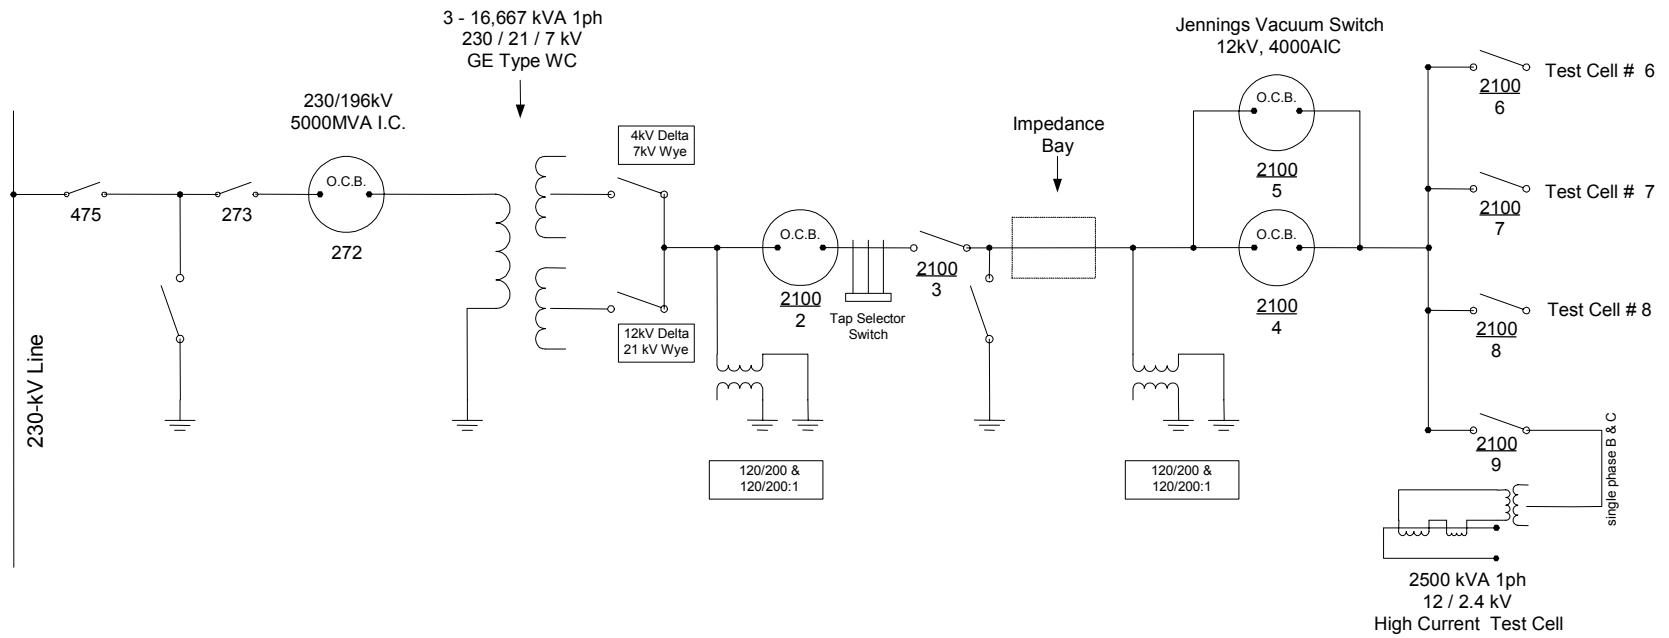 3 - 16,667 kVA 1ph
230 / 21 / 7 kV
GE Type WC
Jennings Vacuum Switch
12kV, 4000AIC
230/196kV
5000MVA I.C.
O.C.B.
475
273
272
230-kV Line
4kV Delta
7kV Wye
12kV Delta
21 kV Wye
O.C.B.
2100
2
Tap Selector
Switch
2100
3
120/200 &
120/200:1
Impedance
Bay
O.C.B.
2100
5
O.C.B.
2100
4
120/200 &
120/200:1
2100
6
Test Cell # 6
2100
7
Test Cell # 7
2100
8
Test Cell # 8
2100
9
single phase B & C
2500 kVA 1ph
12 / 2.4 kV
High Current Test Cell